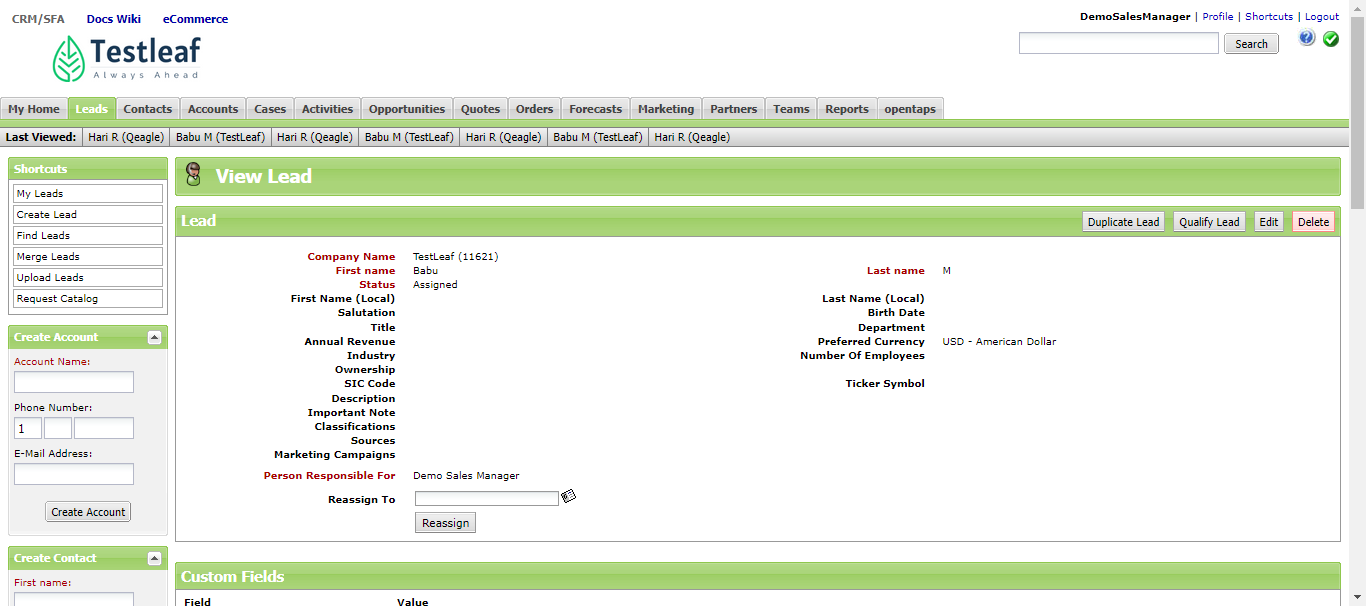 CRM/SFA Docs Wiki eCommerce
DemoSalesManager | Profile | Shortcuts | Logout
Testleaf
Always Ahead
Search
My Home Leads Contacts Accounts Cases Activities Opportunities Quotes Orders Forecasts Marketing Partners Teams Reports opentaps
Last Viewed: Hari R (Qeagle) Babu M (TestLeaf) Hari R (Qeagle) Babu M (TestLeaf) Hari R (Qeagle) Babu M (TestLeaf) Hari R (Qeagle)
Shortcuts
My Leads
Create Lead
Find Leads
Merge Leads
Upload Leads
Request Catalog
Create Account
Account Name:
Phone Number:
1
E-Mail Address:
Create Account
Create Contact
First name:
View Lead
Lead
Duplicate Lead Qualify Lead Edit Delete
Company Name TestLeaf (11621)
First name Babu Last name M
Status Assigned
First Name (Local) Last Name (Local)
Salutation Birth Date
Title Department
Annual Revenue Preferred Currency USD - American Dollar
Industry Number Of Employees
Ownership
SIC Code Ticker Symbol
Description
Important Note
Classifications
Sources
Marketing Campaigns
Person Responsible For Demo Sales Manager
Reassign To
Reassign
Custom Fields
Field Value